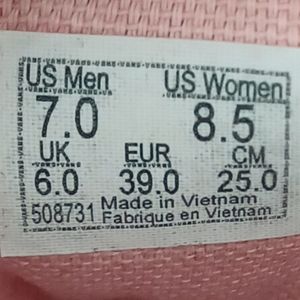 US Men US Women
7.0 8.5
UK EUR CM
6.0 39.0 25.0
508731 Made in Vietnam
Fabrique en Vietnam